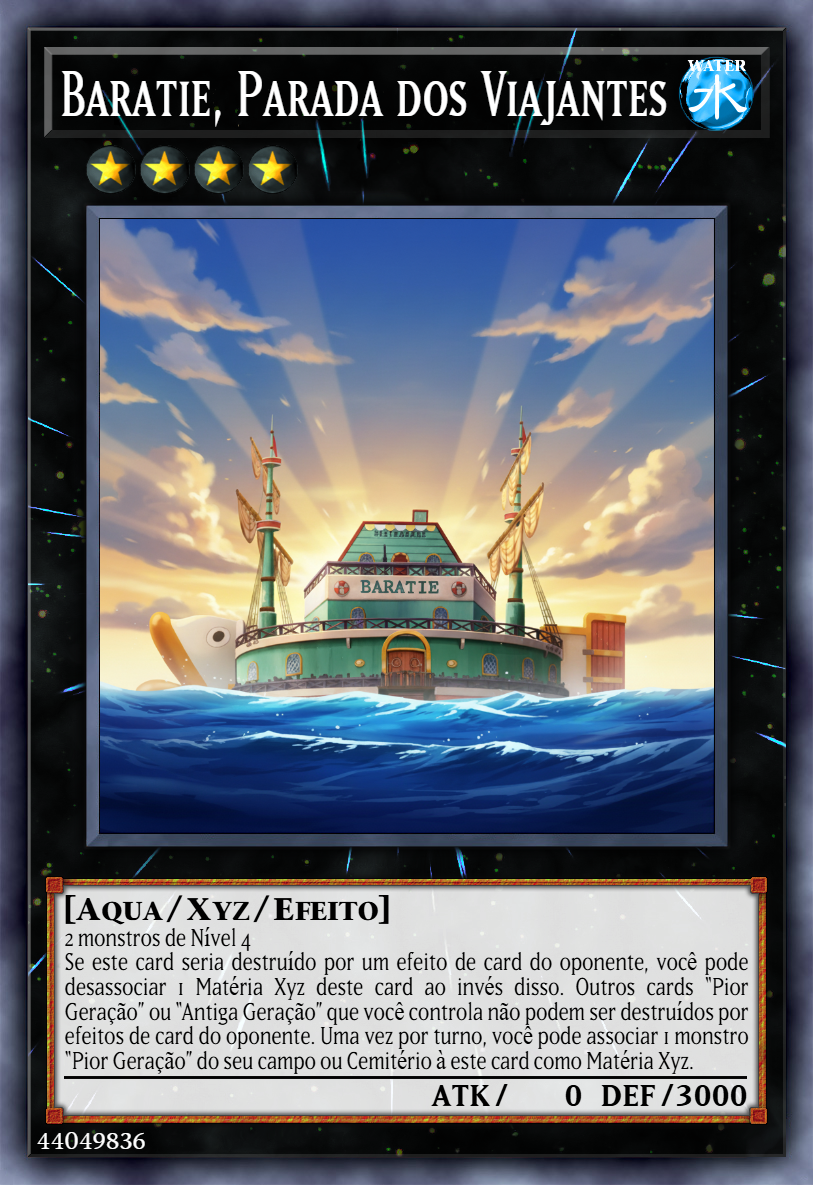 Baratie, Parada dos Viajantes
WATER
水
BARATIE
[Aqua/Xyz/Efeito]
2 monstros de Nível 4
Se este card seria destruído por um efeito de card do oponente, você pode
desassociar 1 Matéria Xyz deste card ao invés disso. Outros cards “Pior
Geração” ou “Antiga Geração” que você controla não podem ser destruídos por
efeitos de card do oponente. Uma vez por turno, você pode associar 1 monstro
“Pior Geração” do seu campo ou Cemitério à este card como Matéria Xyz.
ATK/ 0 DEF/3000
44049836